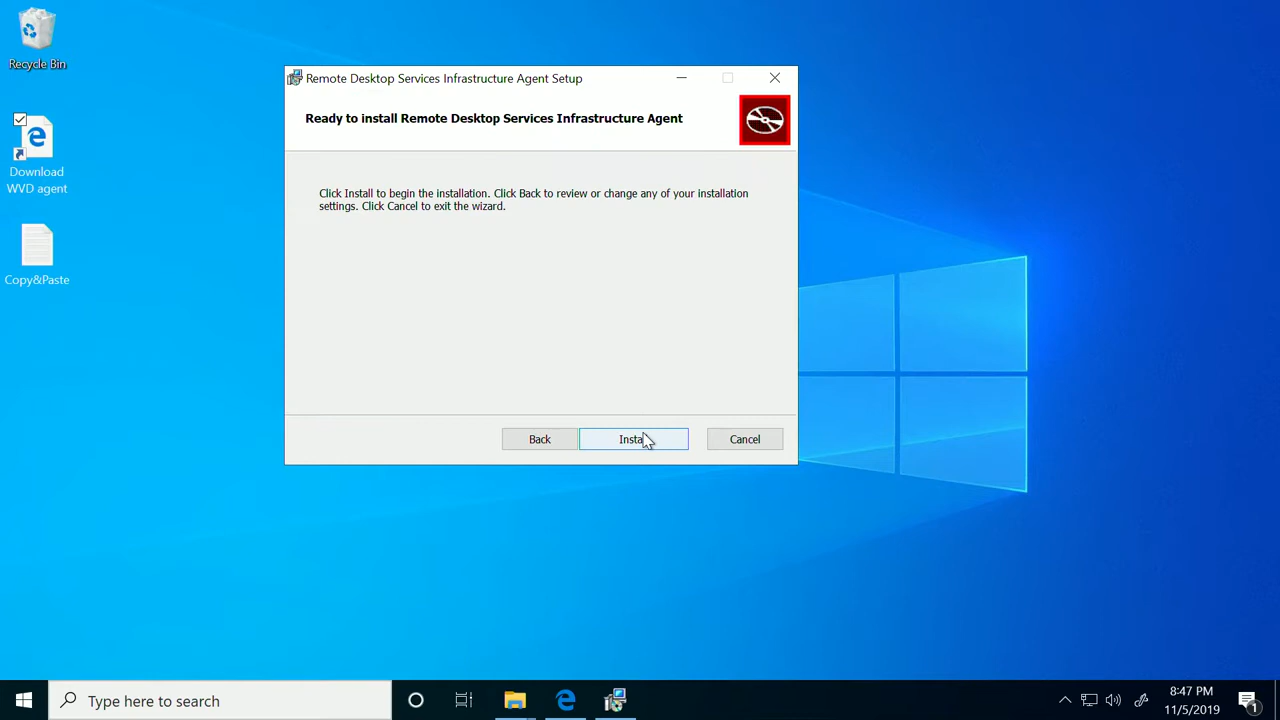 Recycle Bin
Download
WVD agent
Copy&Paste
Remote Desktop Services Infrastructure Agent Setup
Ready to install Remote Desktop Services Infrastructure Agent
Click Install to begin the installation. Click Back to review or change any of your installation
settings. Click Cancel to exit the wizard.
Back
Insta
Cancel
Type here to search
8:47 PM
11/5/2019
1